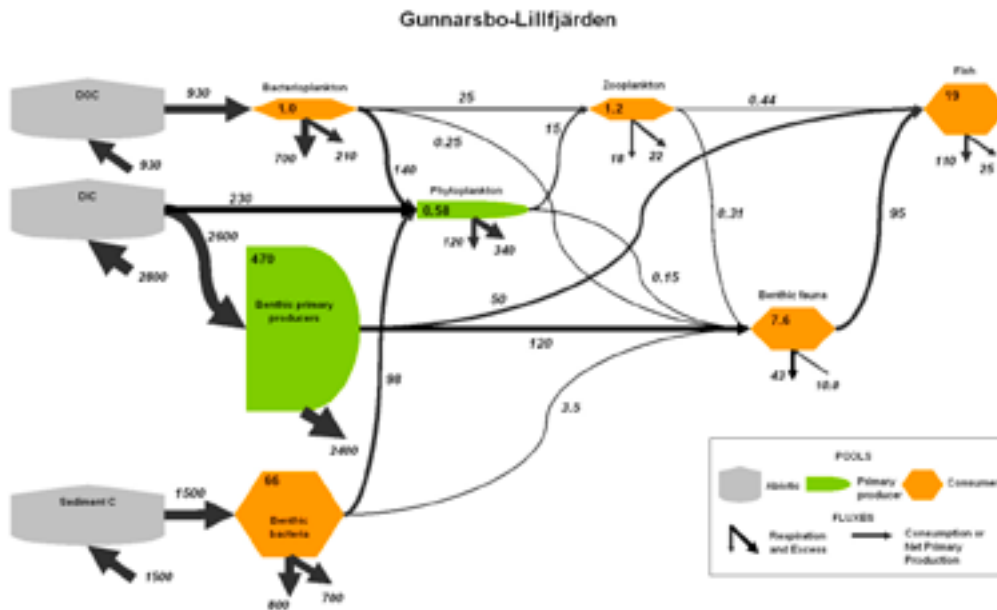 Gunnarsbo-Lillfjärden
DOC
930
930
Bacterioplankton
1.0
700
210
25
0.25
140
Zooplankton
1.2
18
22
15
0.44
0.31
Fish
19
110
25
DIC
230
2600
2800
Phytoplankton
0.58
120
340
0.15
95
470
Benthic primary
producers
2400
50
120
98
Benthic fauna
7.6
43
10.0
3.5
Sediment C
1500
1500
66
Benthic
bacteria
800
700
POOLS
Abiotic
Primary
producer
Consumer
FLUXES
Respiration
and Excess
Consumption or
Net Primary
Production